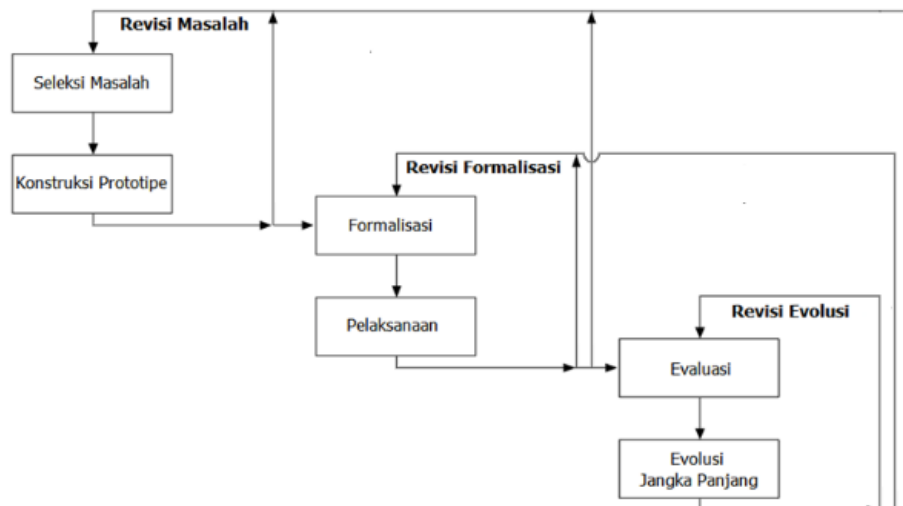 Revisi Masalah
Seleksi Masalah
Konstruksi Prototipe
Revisi Formalisasi
Formalisasi
Pelaksanaan
Revisi Evolusi
Evaluasi
Evolusi
Jangka Panjang